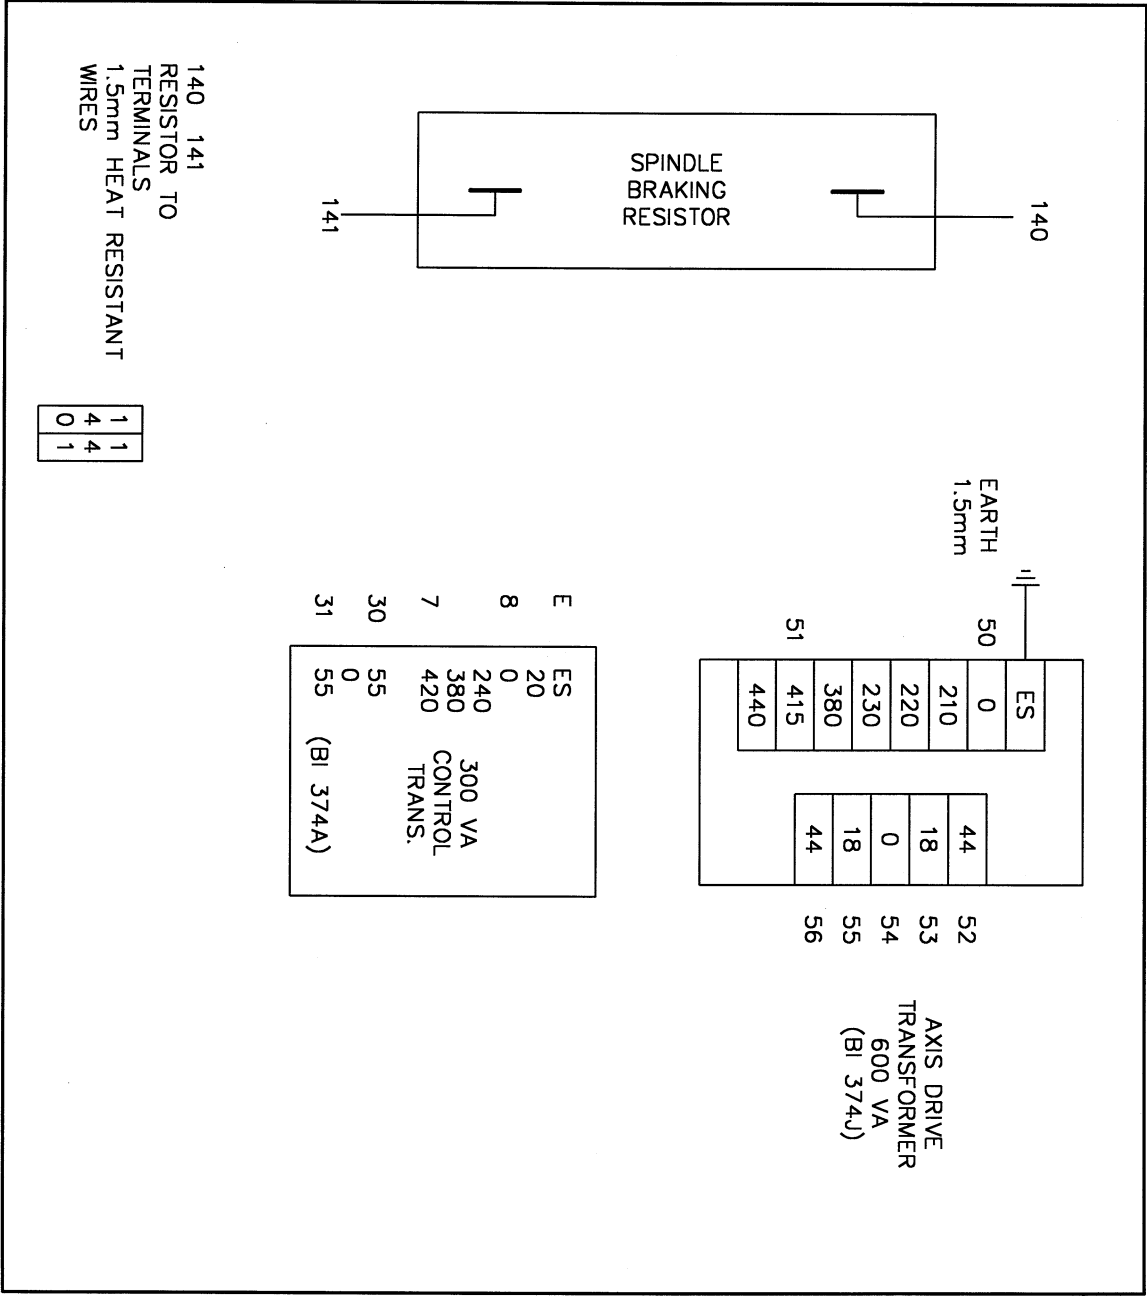 SPINDLE
BRAKING
RESISTOR
140
141
140 141
RESISTOR TO
TERMINALS
1.5mm HEAT RESISTANT
WIRES
1 1
4 4
0 1
EARTH
1.5mm
50
51
ES
0
210
220
230
380
415
440
44
18
0
18
44
52
53
54
55
56
AXIS DRIVE
TRANSFORMER
600 VA
(BI 374J)
E ES
20
8 0
240
380
7 420
30 55
0
31 55
300 VA
CONTROL
TRANS.
(BI 374A)